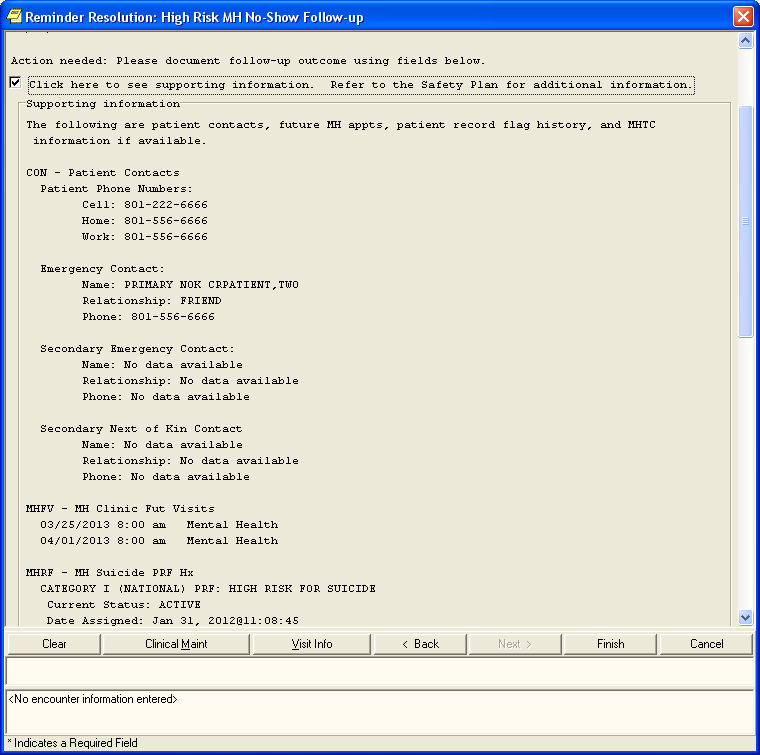 Reminder Resolution: High Risk MH No-Show Follow-up
Action needed: Please document follow-up outcome using fields below.
Click here to see supporting information.  Refer to the Safety Plan for additional information.
Supporting information
The following are patient contacts, future MH appts, patient record flag history, and MHTC
information if available.
CON - Patient Contacts
Patient Phone Numbers:
Cell: 801-222-6666
Home: 801-556-6666
Work: 801-556-6666
Emergency Contact:
Name: PRIMARY NOK CRPATIENT,TWO
Relationship: FRIEND
Phone: 801-556-6666
Secondary Emergency Contact:
Name: No data available
Relationship: No data available
Phone: No data available
Secondary Next of Kin Contact
Name: No data available
Relationship: No data available
Phone: No data available
MHFV - MH Clinic Fut Visits
03/25/2013 8:00 am   Mental Health
04/01/2013 8:00 am   Mental Health
MHRF - MH Suicide PRF Hx
CATEGORY I (NATIONAL) PRF: HIGH RISK FOR SUICIDE
Current Status: ACTIVE
Date Assigned: Jan 31, 2012@11:08:45
Clear Clinical Maint Visit Info < Back Next > Finish Cancel
<No encounter information entered>
* Indicates a Required Field